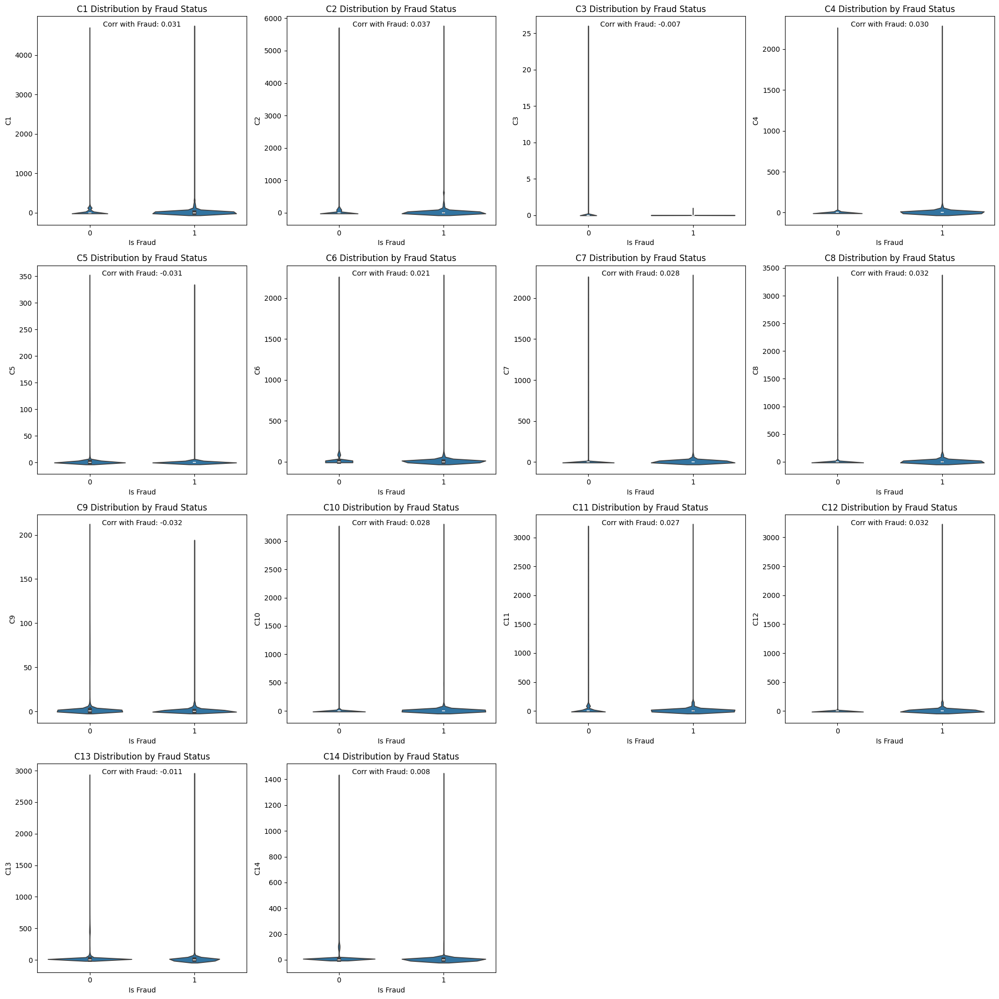 C1 Distribution by Fraud Status
Corr with Fraud: 0.031
4000
3000
2000
1000
0
C1
0 1
Is Fraud
C2 Distribution by Fraud Status
Corr with Fraud: 0.037
6000
5000
4000
3000
2000
1000
0
C2
0 1
Is Fraud
C3 Distribution by Fraud Status
Corr with Fraud: -0.007
25
20
15
10
5
0
C3
0 1
Is Fraud
C4 Distribution by Fraud Status
Corr with Fraud: 0.030
2000
1500
1000
500
0
C4
0 1
Is Fraud
C5 Distribution by Fraud Status
Corr with Fraud: -0.031
350
300
250
200
150
100
50
0
C5
0 1
Is Fraud
C6 Distribution by Fraud Status
Corr with Fraud: 0.021
2000
1500
1000
500
0
C6
0 1
Is Fraud
C7 Distribution by Fraud Status
Corr with Fraud: 0.028
2000
1500
1000
500
0
C7
0 1
Is Fraud
C8 Distribution by Fraud Status
Corr with Fraud: 0.032
3500
3000
2500
2000
1500
1000
500
0
C8
0 1
Is Fraud
C9 Distribution by Fraud Status
Corr with Fraud: -0.032
200
150
100
50
0
C9
0 1
Is Fraud
C10 Distribution by Fraud Status
Corr with Fraud: 0.028
3000
2500
2000
1500
1000
500
0
C10
0 1
Is Fraud
C11 Distribution by Fraud Status
Corr with Fraud: 0.027
3000
2500
2000
1500
1000
500
0
C11
0 1
Is Fraud
C12 Distribution by Fraud Status
Corr with Fraud: 0.032
3000
2500
2000
1500
1000
500
0
C12
0 1
Is Fraud
C13 Distribution by Fraud Status
Corr with Fraud: -0.011
3000
2500
2000
1500
1000
500
0
C13
0 1
Is Fraud
C14 Distribution by Fraud Status
Corr with Fraud: 0.008
1400
1200
1000
800
600
400
200
0
C14
0 1
Is Fraud